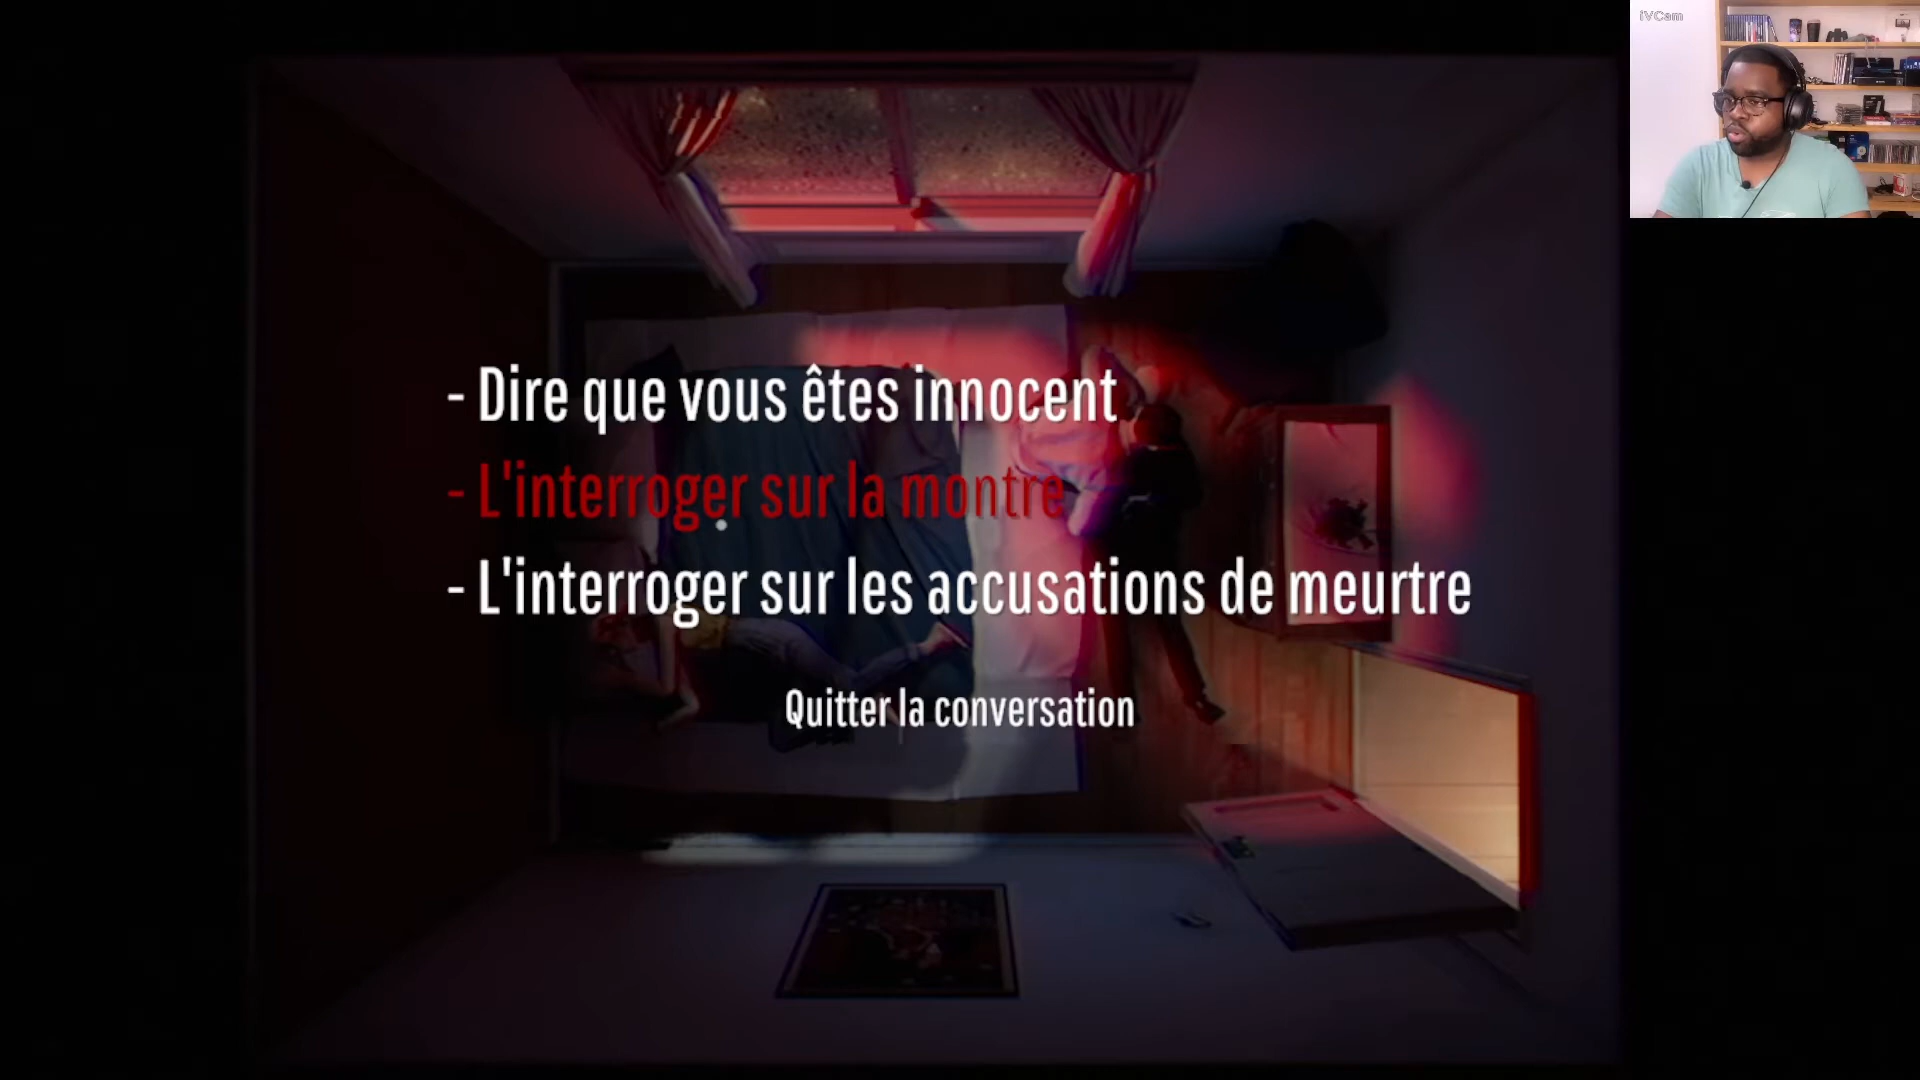 iVCam
- Dire que vous êtes innocent
- L'interroger sur la montre
- L'interroger sur les accusations de meurtre
Quitter la conversation